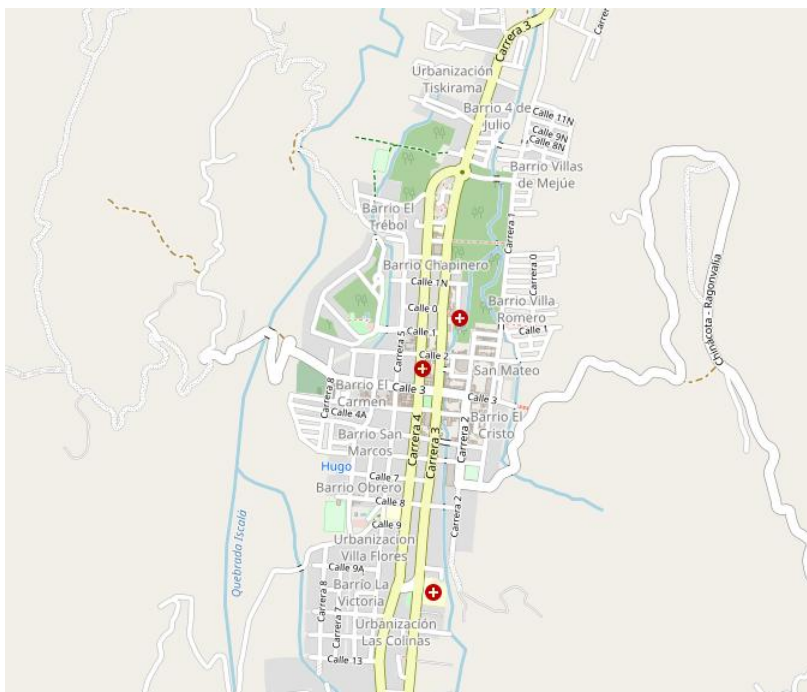 Carrera 3
Carrera
Urbanización
Tiskirama
Barrio 4 de
Julio
Calle 11N
Calle 9N
Calle 8N
Barrio Villas
de Mejúe
Barrio El
Trébol
Carrera 1
Barrio Chapinero
Carrera 0
Calle 1N
Calle 0
Barrio Villa
Romero
Calle 1
Calle 1
Carrera 5
Calle 2
Chinácota - Ragonvalia
San Mateo
Carrera 8
Barrio El
Carmen
Calle 3
Calle 3
Calle 4A
Carrera 2
Barrio El
Cristo
Carrera 4
Carrera 3
Barrio San
Marcos
Hugo
Calle 7
Barrio Obrero
Calle 8
Carrera 2
Calle 9
Quebrada Iscalá
Urbanizacion
Villa Flores
Calle 9A
Carrera 8
Barrio La
Victoria
Carrera 7
Urbanización
Las Colinas
Calle 13